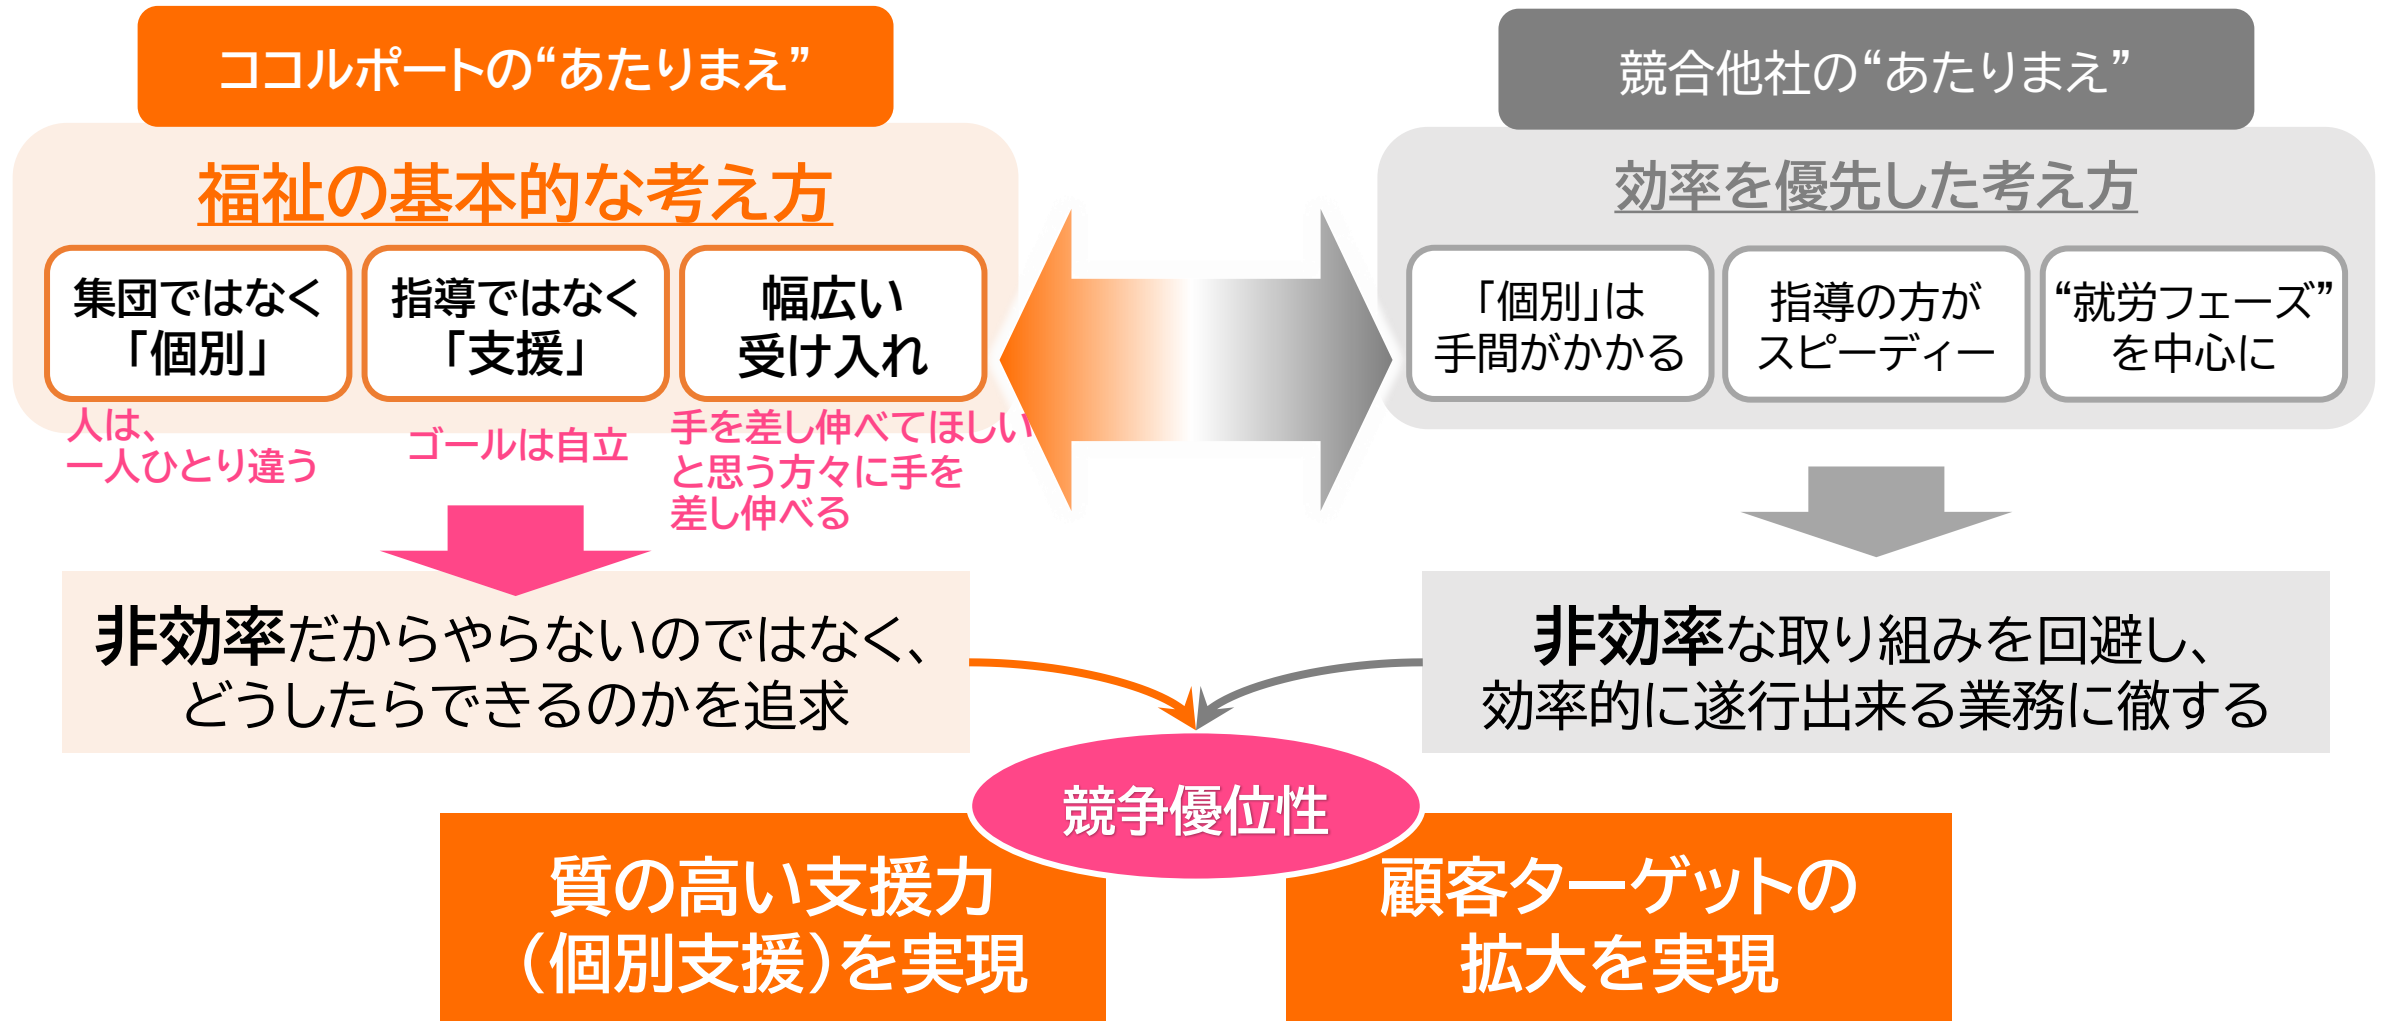 ココルポートの“あたりまえ”
福祉の基本的な考え方
集団ではなく
「個別」
指導ではなく
「支援」
幅広い
受け入れ
人は、
一人ひとり違う
ゴールは自立
手を差し伸べてほしい
と思う方々に手を
差し伸べる
非効率だからやらないのではなく、
どうしたらできるのかを追求
競合他社の“あたりまえ”
効率を優先した考え方
「個別」は
手間がかかる
指導の方が
スピーディー
“就労フェーズ”
を中心に
非効率な取り組みを回避し、
効率的に遂行出来る業務に徹する
競争優位性
質の高い支援力
（個別支援）を実現
顧客ターゲットの
拡大を実現